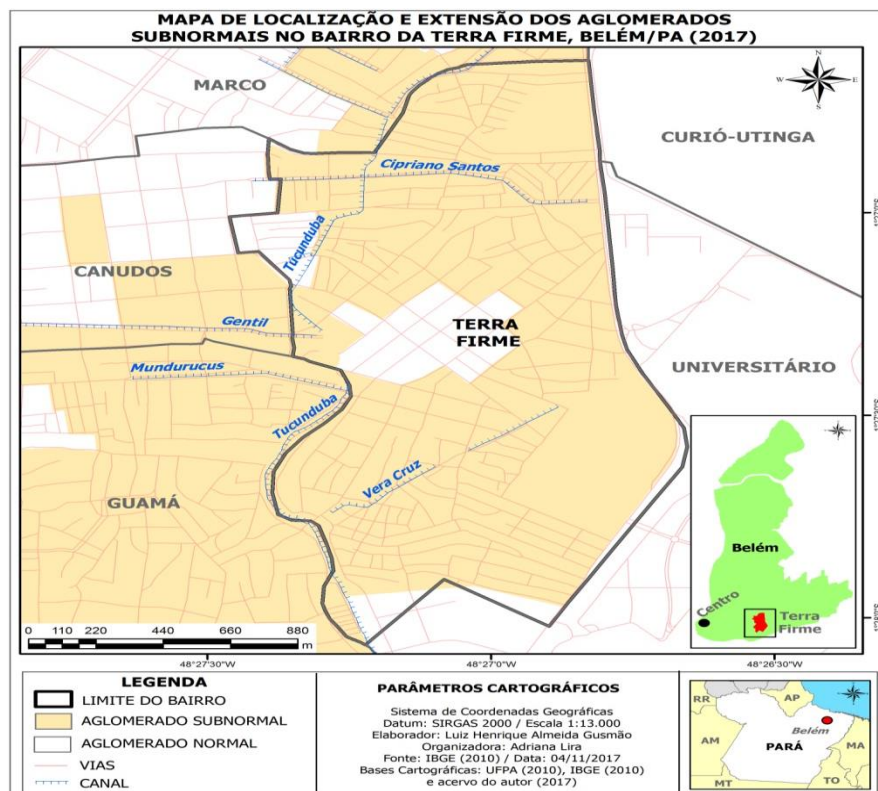 MAPA DE LOCALIZAÇÃO E EXTENSÃO DOS AGLOMERADOS
SUBNORMAIS NO BAIRRO DA TERRA FIRME, BELÉM/PA (2017)
MARCO
N
W
E
S
CURIÓ-UTINGA
Cipriano Santos
Tucunduba
CANUDOS
Gentil
TERRA
FIRME
UNIVERSITÁRIO
Mundurucus
Tucunduba
Vera Cruz
GUAMÁ
Belém
Centro
Terra
Firme
0 110 220 440 660 880
m
48°27'30"W
48°27'0"W
48°26'30"W
LEGENDA
LIMITE DO BAIRRO
AGLOMERADO SUBNORMAL
AGLOMERADO NORMAL
VIAS
CANAL
PARÂMETROS CARTOGRÁFICOS
Sistema de Coordenadas Geográficas
Datum: SIRGAS 2000 / Escala 1:13.000
Elaborador: Luiz Henrique Almeida Gusmão
Organizadora: Adriana Lira
Fonte: IBGE (2010) / Data: 04/11/2017
Bases Cartográficas: UFPA (2010), IBGE (2010)
e acervo do autor (2017)
RR
AP
Belém
AM
PARÁ
MA
MT
TO